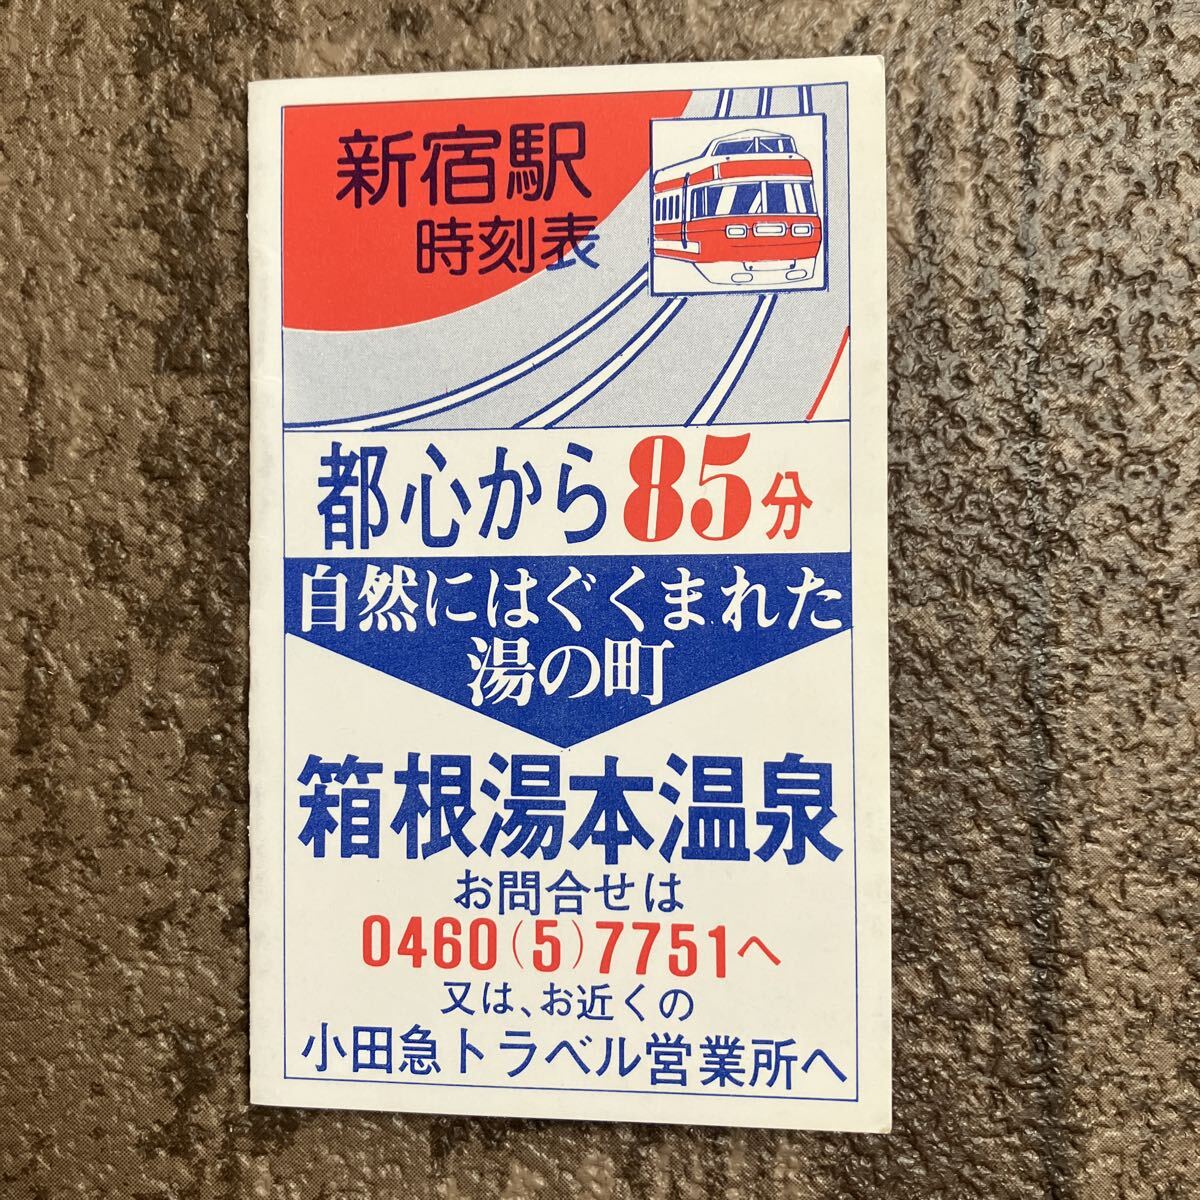 新宿駅
時刻表
都心から85分
自然にはぐくまれた
湯の町
箱根湯本温泉
お問合せは
0460(5)7751へ
又は、お近くの
小田急トラベル営業所へ